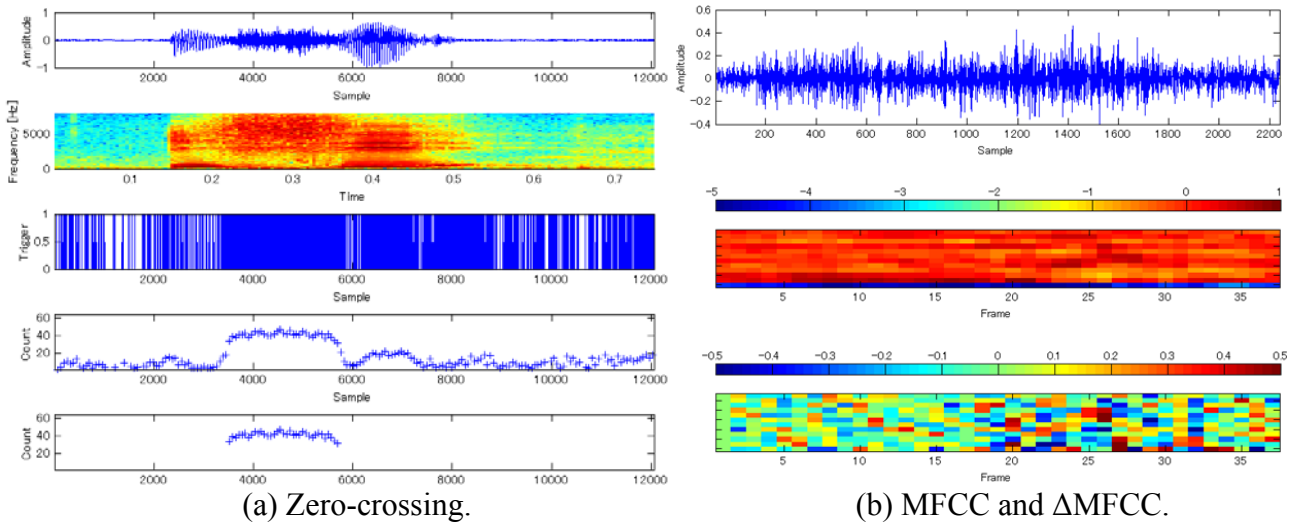 1
0
-1
Amplitude
2000 4000 6000 8000 10000 12000
Sample
5000
0
Frequency [Hz]
0.1 0.2 0.3 0.4 0.5 0.6 0.7
Time
1
0.5
0
Trigger
2000 4000 6000 8000 10000 12000
Sample
60
40
20
Count
2000 4000 6000 8000 10000 12000
Sample
60
40
20
Count
2000 4000 6000 8000 10000 12000
(a) Zero-crossing.
0.6
0.4
0.2
0
-0.2
-0.4
Amplitude
200 400 600 800 1000 1200 1400 1600 1800 2000 2200
Sample
-5 -4 -3 -2 -1 0 1
5 10 15 20 25 30 35
Frame
-0.5 -0.4 -0.3 -0.2 -0.1 0 0.1 0.2 0.3 0.4 0.5
5 10 15 20 25 30 35
Frame
(b) MFCC and ΔMFCC.